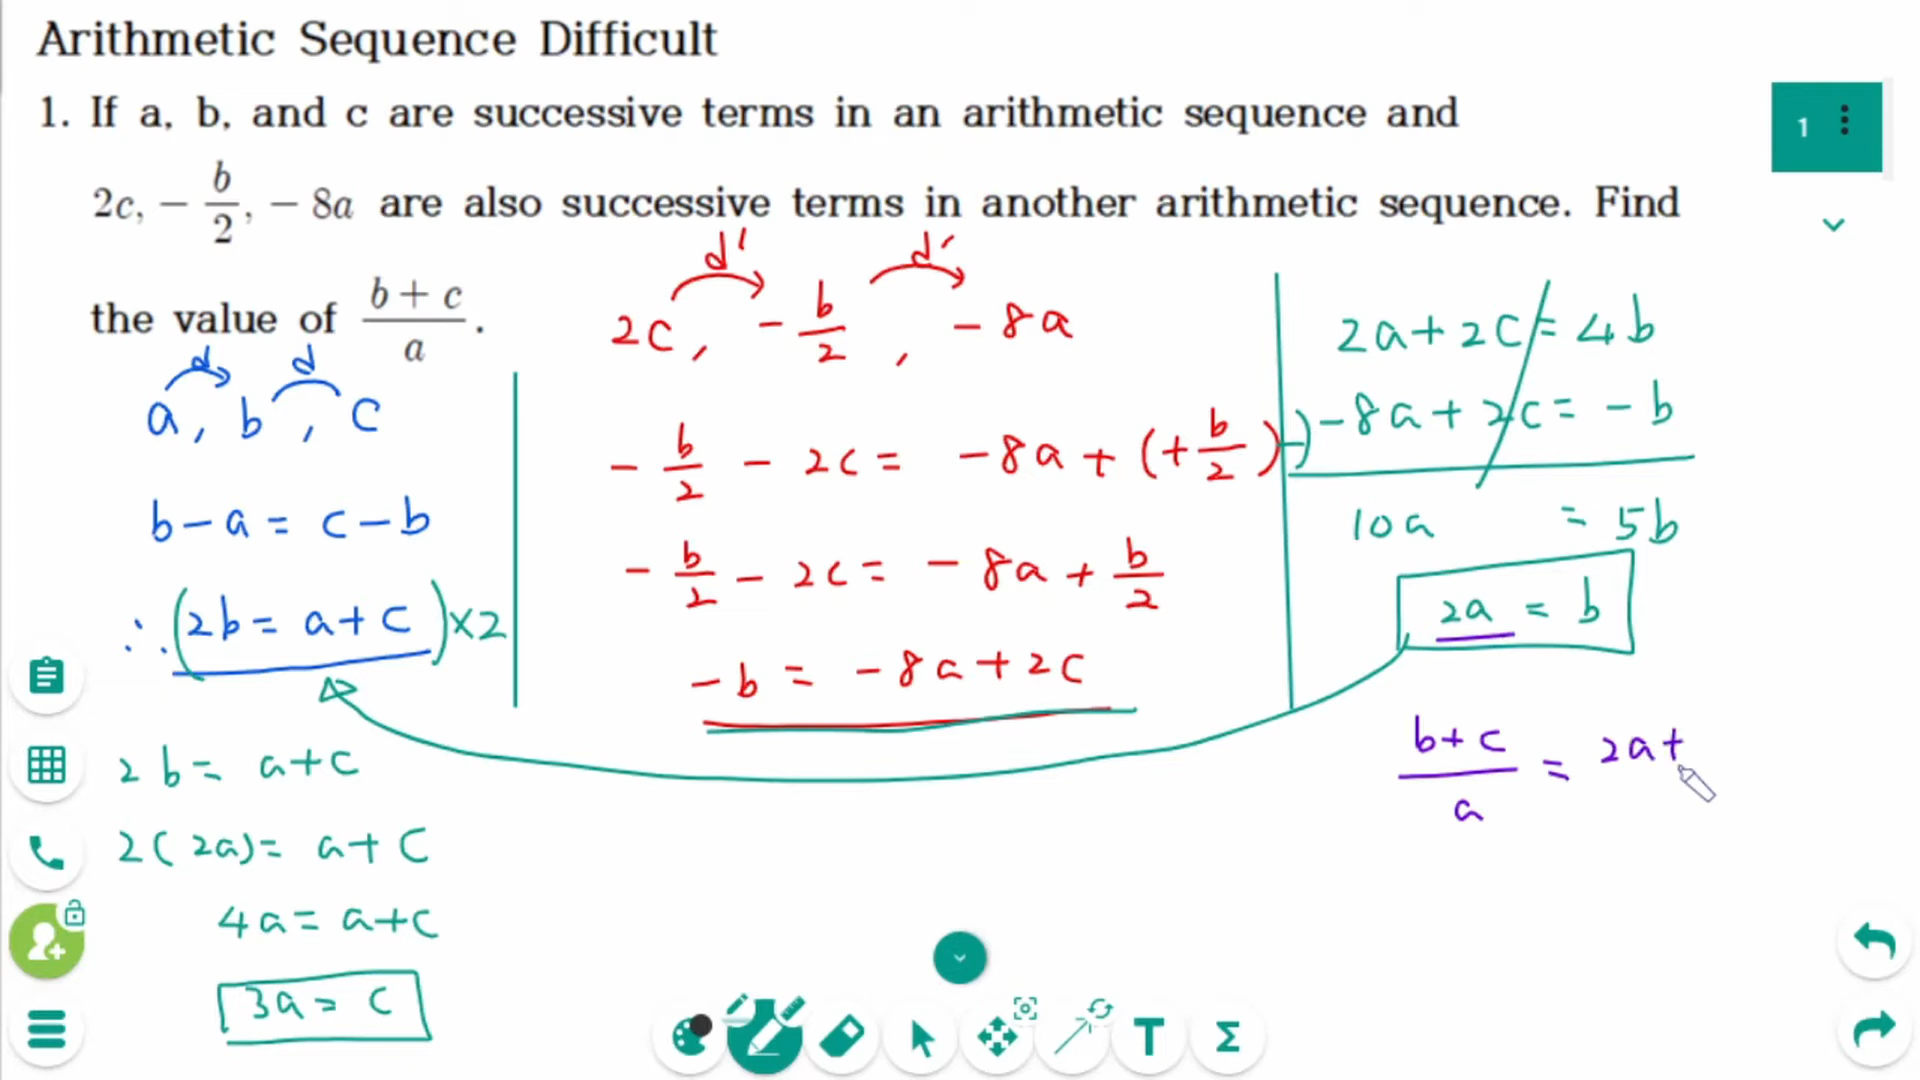 Arithmetic Sequence Difficult
1. If a, b, and c are successive terms in an arithmetic sequence and
2c, -b/2, -8a are also successive terms in another arithmetic sequence. Find
the value of (b+c)/a.
d d
a, b, c
b-a = c-b
∴ (2b = a+c) ×2
2b = a+c
2(2a) = a+c
4a = a+c
3a = c
d' d'
2c, -b/2, -8a
-b/2 - 2c = -8a + (+b/2)
-b/2 - 2c = -8a + b/2
-b = -8a+2c
2a+2c = 4b
-) -8a+2c = -b
10a = 5b
2a = b
(b+c)/a = 2a+
1
T
Σ